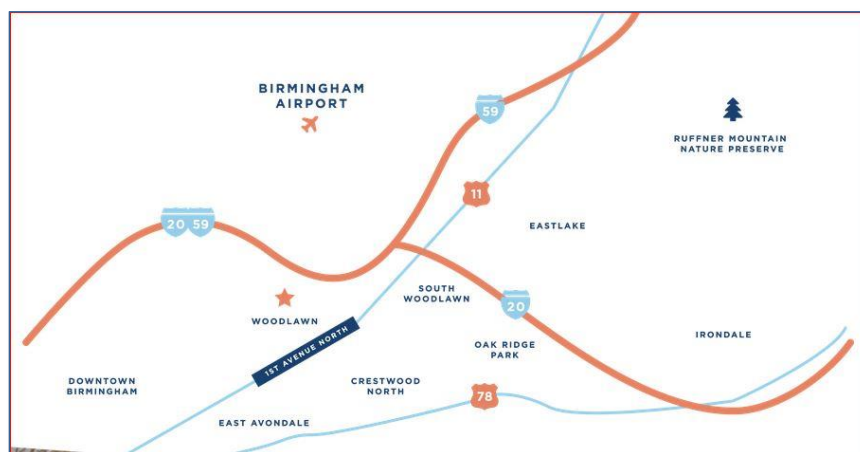 BIRMINGHAM
AIRPORT
59
RUFFNER MOUNTAIN
NATURE PRESERVE
11
20 59
EASTLAKE
SOUTH
WOODLAWN
20
WOODLAWN
1ST AVENUE NORTH
OAK RIDGE
PARK
IRONDALE
DOWNTOWN
BIRMINGHAM
CRESTWOOD
NORTH
78
EAST AVONDALE